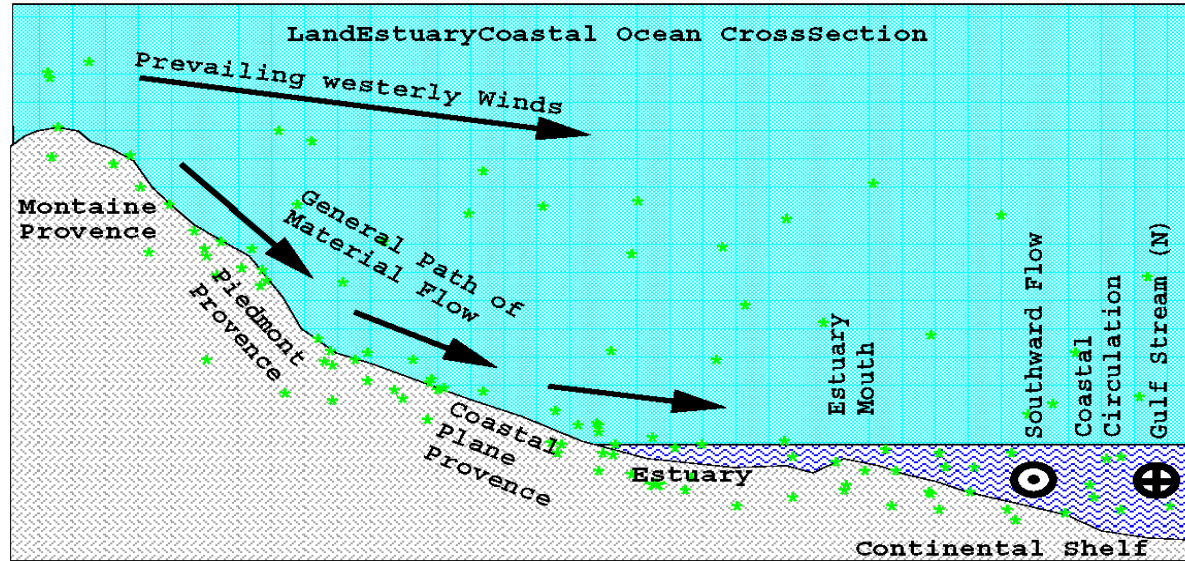 LandEstuaryCoastal Ocean CrossSection
Prevailing westerly Winds
General Path of
Material Flow
Montaine
Provence
Piedmont
Provence
Coastal
Plane
Provence
Estuary
Estuary
Mouth
Southward Flow
Coastal
Circulation
Gulf Stream (N)
Continental Shelf